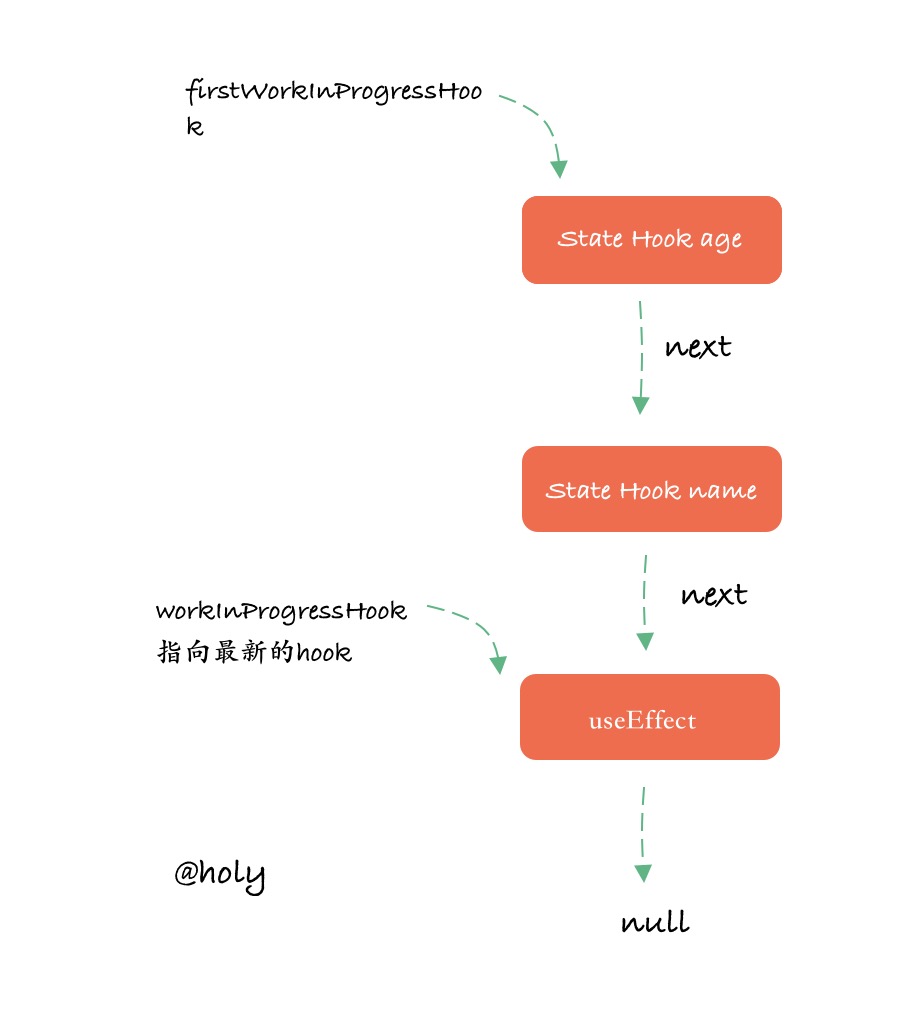 firstWorkInProgressHoo
k
State Hook age
next
State Hook name
next
workInProgressHook
指向最新的hook
useEffect
@holy
null